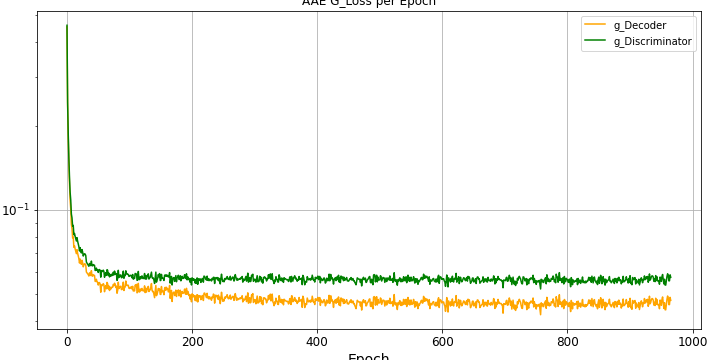 AAE G_Loss per Epoch
g_Decoder
g_Discriminator
10⁻¹
0 200 400 600 800 1000
Epoch